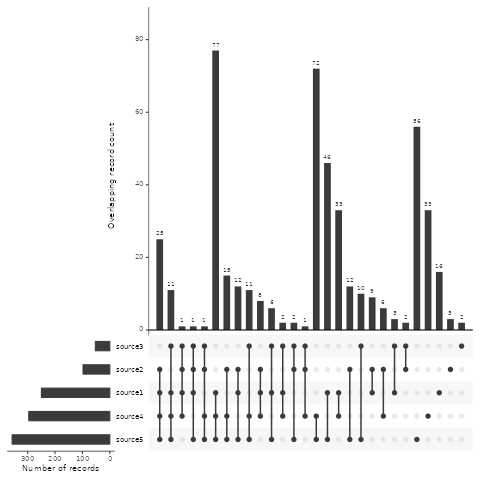 Overlapping record count
80
60
40
20
0
25 11 1 1 1 77 15 12 11 8 6 2 2 1 72 46 33 12 10 9 6 3 2 56 33 16 3 2
source3
source2
source1
source4
source5
300 200 100 0
Number of records